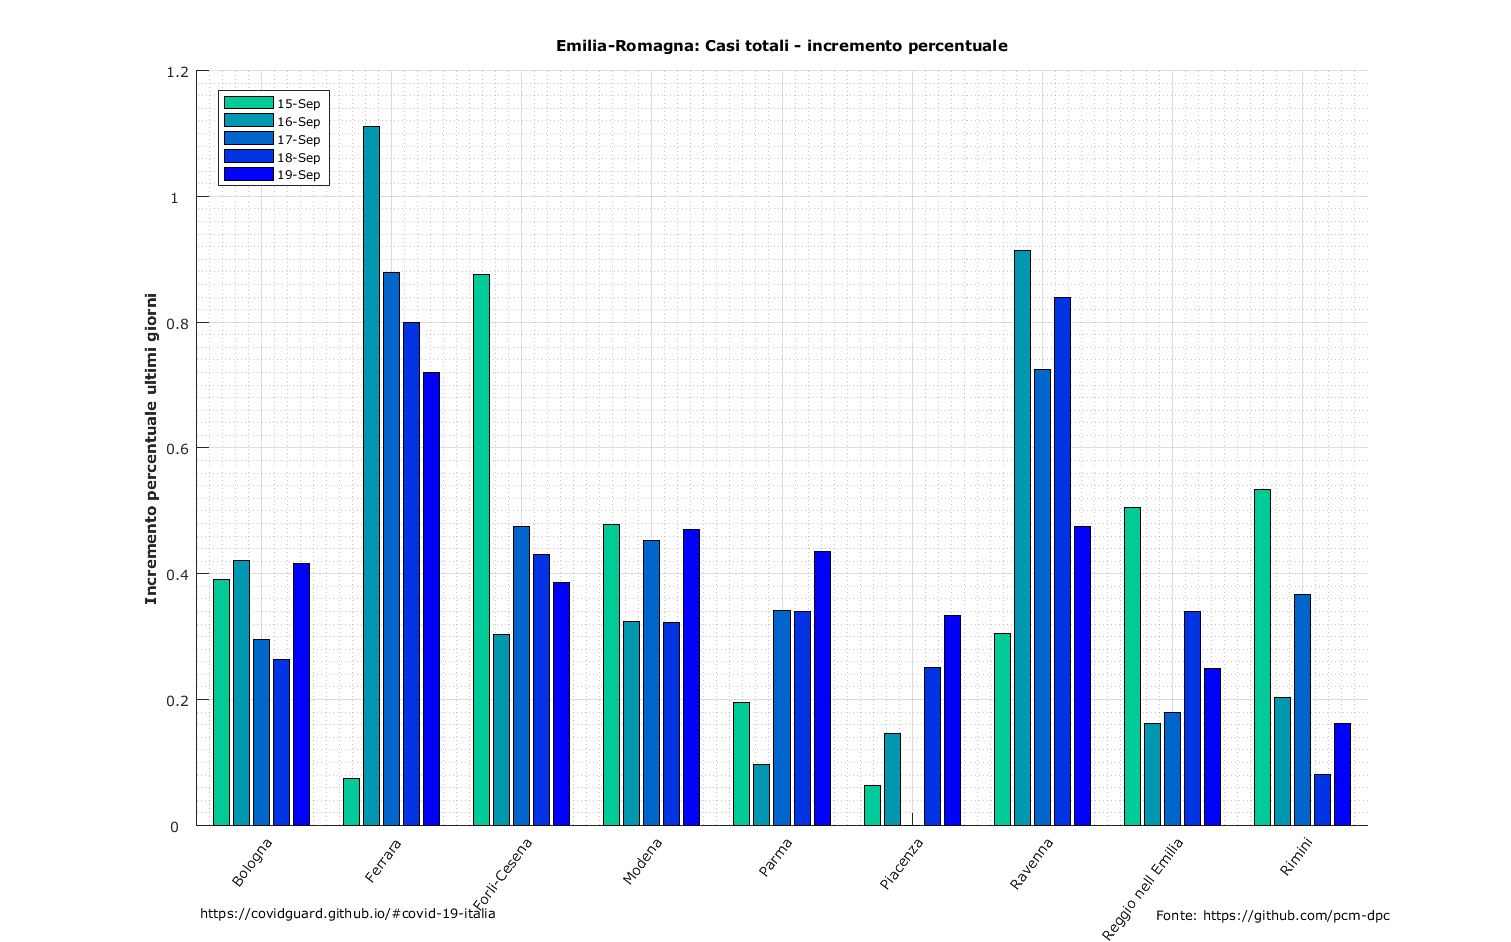 Emilia-Romagna: Casi totali - incremento percentuale
1.2
1
0.8
0.6
0.4
0.2
0
Incremento percentuale ultimi giorni
15-Sep
16-Sep
17-Sep
18-Sep
19-Sep
Bologna
Ferrara
Forlì-Cesena
Modena
Parma
Piacenza
Ravenna
Reggio nell Emilia
Rimini
https://covidguard.github.io/#covid-19-italia
Fonte: https://github.com/pcm-dpc